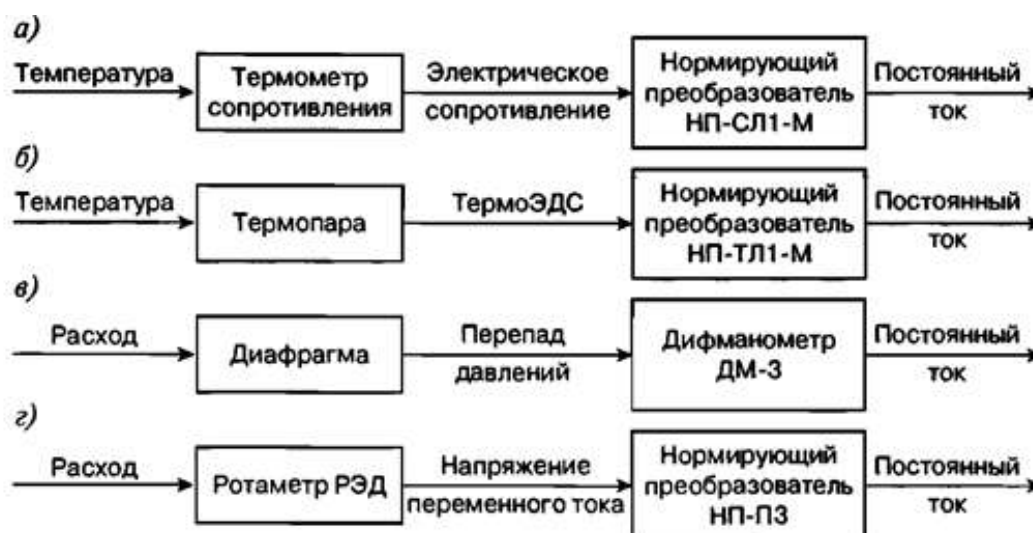 а)
Температура
Термометр
сопротивления
Электрическое
сопротивление
Нормирующий
преобразователь
НП-СЛ1-М
Постоянный
ток
б)
Температура
Термопара
ТермоЭДС
Нормирующий
преобразователь
НП-ТЛ1-М
Постоянный
ток
в)
Расход
Диафрагма
Перепад
давлений
Дифманометр
ДМ-3
Постоянный
ток
г)
Расход
Ротаметр РЭД
Напряжение
переменного тока
Нормирующий
преобразователь
НП-П3
Постоянный
ток